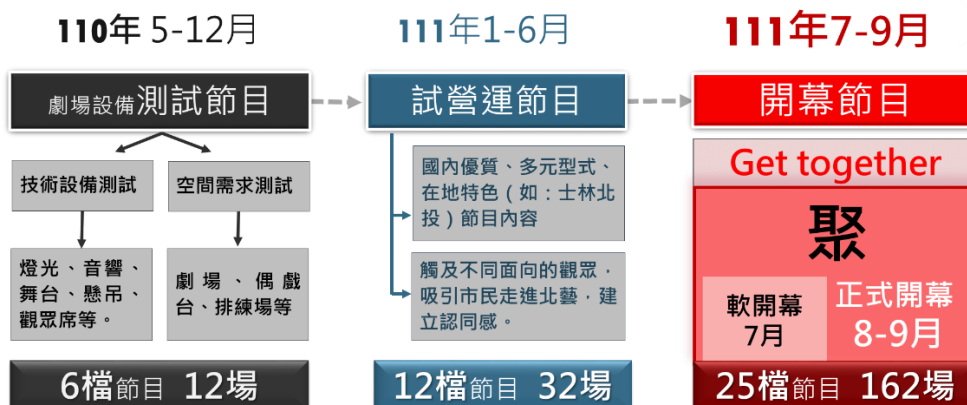 110年 5-12月
劇場設備測試節目
技術設備測試
空間需求測試
燈光、音響、
舞台、懸吊、
觀眾席等。
劇場、偶戲
台、排練場等
6檔節目 12場
111年1-6月
試營運節目
國內優質、多元型式、
在地特色(如：士林北
投)節目內容
觸及不同面向的觀眾，
吸引市民走進北藝，建
立認同感。
12檔節目 32場
111年7-9月
開幕節目
Get together
聚
軟開幕
7月
正式開幕
8-9月
25檔節目 162場